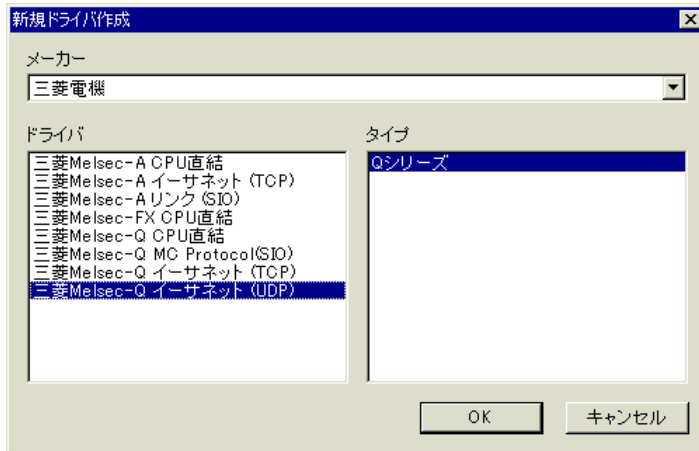 新規ドライバ作成
メーカー
三菱電機
ドライバ
三菱Melsec-A CPU直結
三菱Melsec-A イーサネット (TCP)
三菱Melsec-A リンク (SIO)
三菱Melsec-FX CPU直結
三菱Melsec-Q CPU直結
三菱Melsec-Q MC Protocol(SIO)
三菱Melsec-Q イーサネット (TCP)
三菱Melsec-Q イーサネット (UDP)
タイプ
Qシリーズ
OK
キャンセル